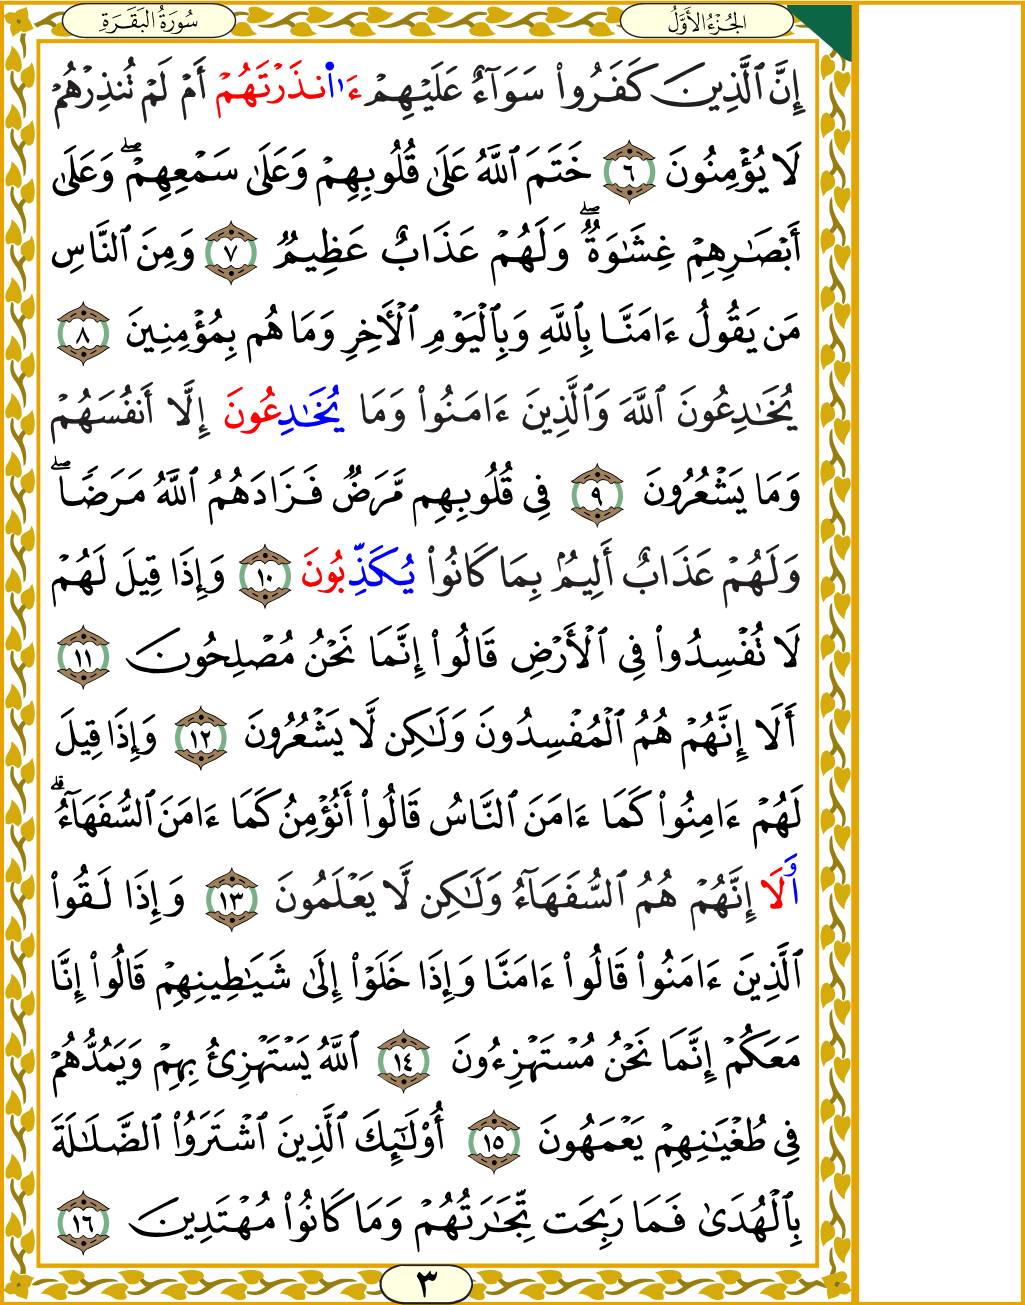 سُورَةُ البَقَرَةِ
الجُزْءُ الأَوَّلُ
إِنَّ ٱلَّذِينَ كَفَرُواْ سَوَآءٌ عَلَيۡهِمۡ ءَا۬نذَرۡتَهُمۡ أَمۡ لَمۡ تُنذِرۡهُمۡ
لَا يُؤۡمِنُونَ ٦ خَتَمَ ٱللَّهُ عَلَىٰ قُلُوبِهِمۡ وَعَلَىٰ سَمۡعِهِمۡۖ وَعَلَىٰٓ
أَبۡصَٰرِهِمۡ غِشَٰوَةٞۖ وَلَهُمۡ عَذَابٌ عَظِيمٞ ٧ وَمِنَ ٱلنَّاسِ
مَن يَقُولُ ءَامَنَّا بِٱللَّهِ وَبِٱلۡيَوۡمِ ٱلۡأٓخِرِ وَمَا هُم بِمُؤۡمِنِينَ ٨
يُخَٰدِعُونَ ٱللَّهَ وَٱلَّذِينَ ءَامَنُواْ وَمَا يُخَٰدِعُونَ إِلَّا أَنفُسَهُمۡ
وَمَا يَشۡعُرُونَ ٩ فِي قُلُوبِهِم مَّرَضٞ فَزَادَهُمُ ٱللَّهُ مَرَضٗاۖ
وَلَهُمۡ عَذَابٌ أَلِيمُۢ بِمَا كَانُواْ يُكَذِّبُونَ ١٠ وَإِذَا قِيلَ لَهُمۡ
لَا تُفۡسِدُواْ فِي ٱلۡأَرۡضِ قَالُواْ إِنَّمَا نَحۡنُ مُصۡلِحُونَ ١١
أَلَا إِنَّهُمۡ هُمُ ٱلۡمُفۡسِدُونَ وَلَٰكِن لَّا يَشۡعُرُونَ ١٢ وَإِذَا قِيلَ
لَهُمۡ ءَامِنُواْ كَمَا ءَامَنَ ٱلنَّاسُ قَالُواْ أَنُؤۡمِنُ كَمَا ءَامَنَ ٱلسُّفَهَآءُۗ
أَوَلَا إِنَّهُمۡ هُمُ ٱلسُّفَهَآءُ وَلَٰكِن لَّا يَعۡلَمُونَ ١٣ وَإِذَا لَقُواْ
ٱلَّذِينَ ءَامَنُواْ قَالُواْ ءَامَنَّا وَإِذَا خَلَوۡاْ إِلَىٰ شَيَٰطِينِهِمۡ قَالُواْ إِنَّا
مَعَكُمۡ إِنَّمَا نَحۡنُ مُسۡتَهۡزِءُونَ ١٤ ٱللَّهُ يَسۡتَهۡزِئُ بِهِمۡ وَيَمُدُّهُمۡ
فِي طُغۡيَٰنِهِمۡ يَعۡمَهُونَ ١٥ أُوْلَٰٓئِكَ ٱلَّذِينَ ٱشۡتَرَوُاْ ٱلضَّلَٰلَةَ
بِٱلۡهُدَىٰ فَمَا رَبِحَت تِّجَٰرَتُهُمۡ وَمَا كَانُواْ مُهۡتَدِينَ ١٦
٣